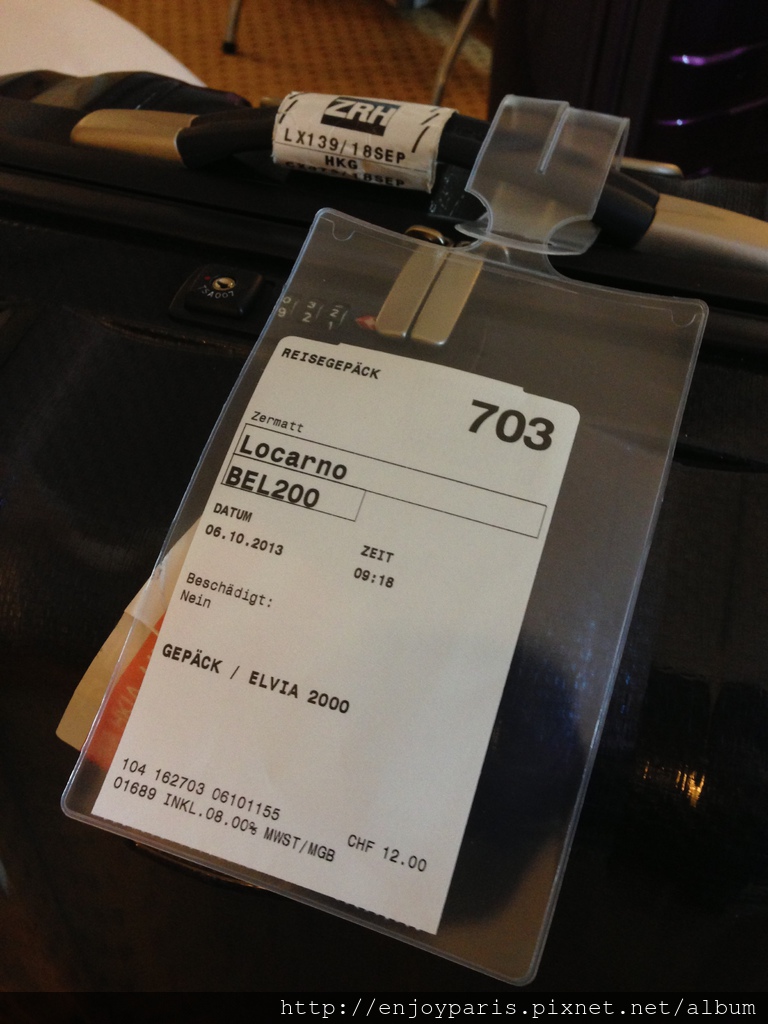 ZRH
LX139/18SEP
HKG
TSA007
REISEGEPÄCK
703
Zermatt
Locarno
BEL200
DATUM
06.10.2013
ZEIT
09:18
Beschädigt:
Nein
GEPÄCK / ELVIA 2000
104 162703 06101155
01689 INKL.08.00% MWST/MGB
CHF 12.00
http://enjoyparis.pixnet.net/album